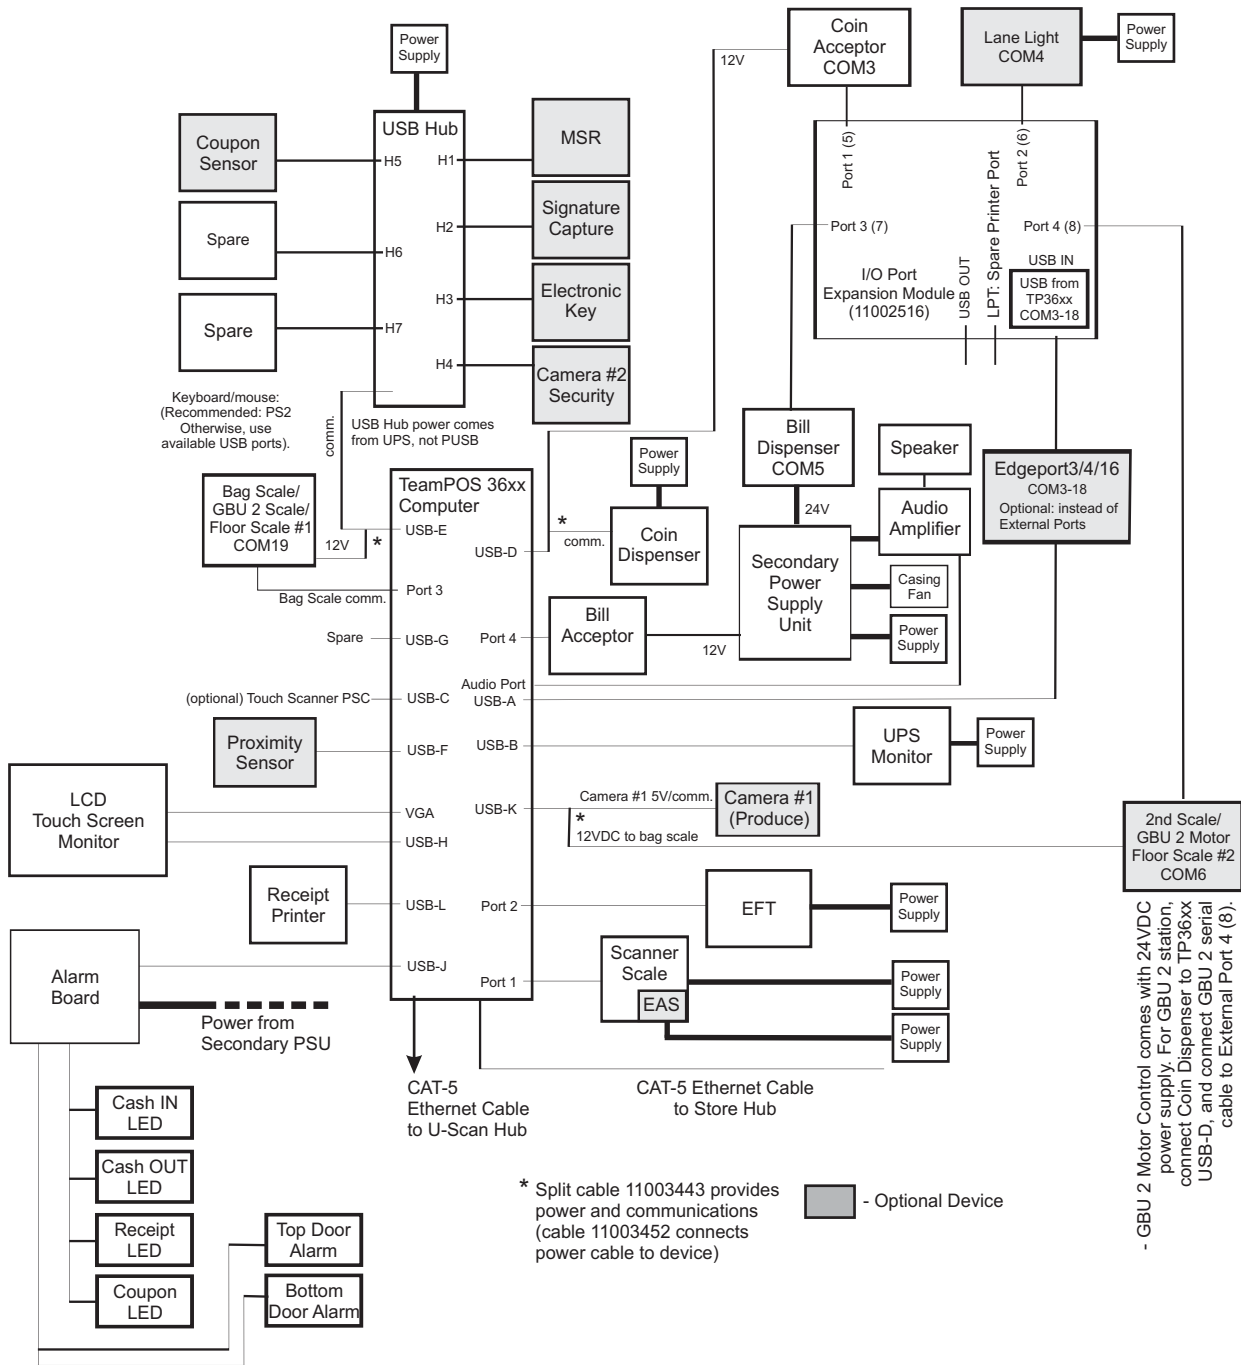 Power
Supply
Coin
Acceptor
COM3
12V
Lane Light
COM4
Power
Supply
USB Hub
Coupon
Sensor
H5
H1
MSR
Spare
H6
H2
Signature
Capture
Spare
H7
H3
Electronic
Key
H4
Camera #2
Security
Port 1 (5)
Port 2 (6)
Port 3 (7)
Port 4 (8)
LPT: Spare Printer Port
USB OUT
USB IN
I/O Port
Expansion Module
(11002516)
USB from
TP36xx
COM3-18
Keyboard/mouse:
(Recommended: PS2
Otherwise, use
available USB ports).
comm.
USB Hub power comes
from UPS, not PUSB
Bill
Dispenser
COM5
24V
Speaker
Audio
Amplifier
Edgeport3/4/16
COM3-18
Optional: instead of
External Ports
Power
Supply
*
comm.
Coin
Dispenser
Bag Scale/
GBU 2 Scale/
Floor Scale #1
COM19
12V
*
Bag Scale comm.
TeamPOS 36xx
Computer
USB-E
USB-D
Port 3
Spare
USB-G
Port 4
Bill
Acceptor
12V
Secondary
Power
Supply
Unit
Casing
Fan
Power
Supply
Audio Port
(optional) Touch Scanner PSC
USB-C
USB-A
Proximity
Sensor
USB-F
USB-B
UPS
Monitor
Power
Supply
LCD
Touch Screen
Monitor
VGA
USB-H
USB-K
Camera #1 5V/comm.
*
12VDC to bag scale
Camera #1
(Produce)
2nd Scale/
GBU 2 Motor
Floor Scale #2
COM6
Receipt
Printer
USB-L
Port 2
EFT
Power
Supply
Alarm
Board
USB-J
Port 1
Scanner
Scale
EAS
Power
Supply
Power
Supply
Power from
Secondary PSU
CAT-5
Ethernet Cable
to U-Scan Hub
CAT-5 Ethernet Cable
to Store Hub
- GBU 2 Motor Control comes with 24VDC
power supply. For GBU 2 station,
connect Coin Dispenser to TP36xx
USB-D, and connect GBU 2 serial
cable to External Port 4 (8).
Cash IN
LED
Cash OUT
LED
Receipt
LED
Coupon
LED
Top Door
Alarm
Bottom
Door Alarm
* Split cable 11003443 provides
power and communications
(cable 11003452 connects
power cable to device)
- Optional Device